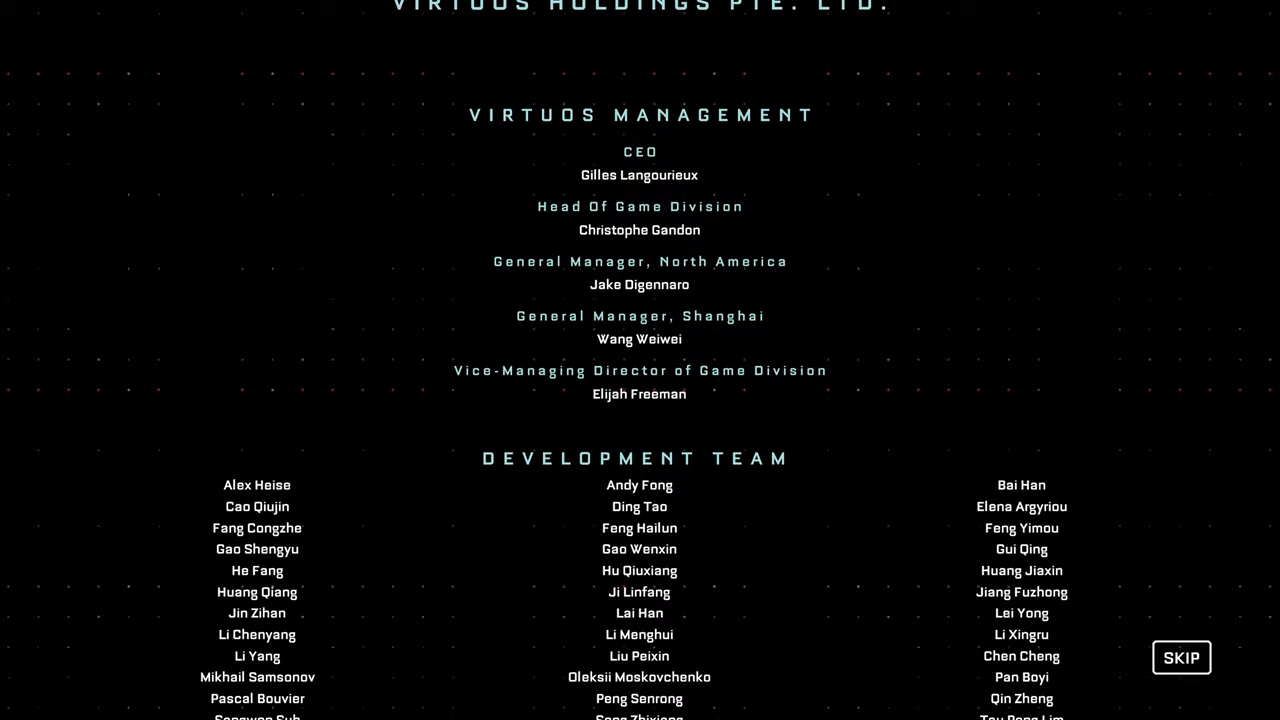 VIRTUOS HOLDINGS PTE. LTD.
VIRTUOS MANAGEMENT
CEO
Gilles Langourieux
Head Of Game Division
Christophe Gandon
General Manager, North America
Jake Digennaro
General Manager, Shanghai
Wang Weiwei
Vice-Managing Director of Game Division
Elijah Freeman
DEVELOPMENT TEAM
Alex Heise Andy Fong Bai Han
Cao Qiujin Ding Tao Elena Argyriou
Fang Congzhe Feng Hailun Feng Yimou
Gao Shengyu Gao Wenxin Gui Qing
He Fang Hu Qiuxiang Huang Jiaxin
Huang Qiang Ji Linfang Jiang Fuzhong
Jin Zihan Lai Han Lei Yong
Li Chenyang Li Menghui Li Xingru
Li Yang Liu Peixin Chen Cheng
SKIP
Mikhail Samsonov Oleksii Moskovchenko Pan Boyi
Pascal Bouvier Peng Senrong Qin Zheng